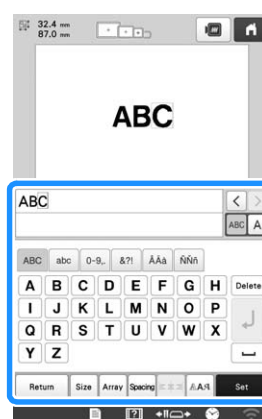 32.4 mm
87.0 mm
ABC
ABC
ABC A
ABC abc 0-9,. &?! ÄÂà ÑÑñ
A B C D E F G H Delete
I J K L M N O P
Q R S T U V W X
Y Z
Return Size Array Spacing A.A.A Set